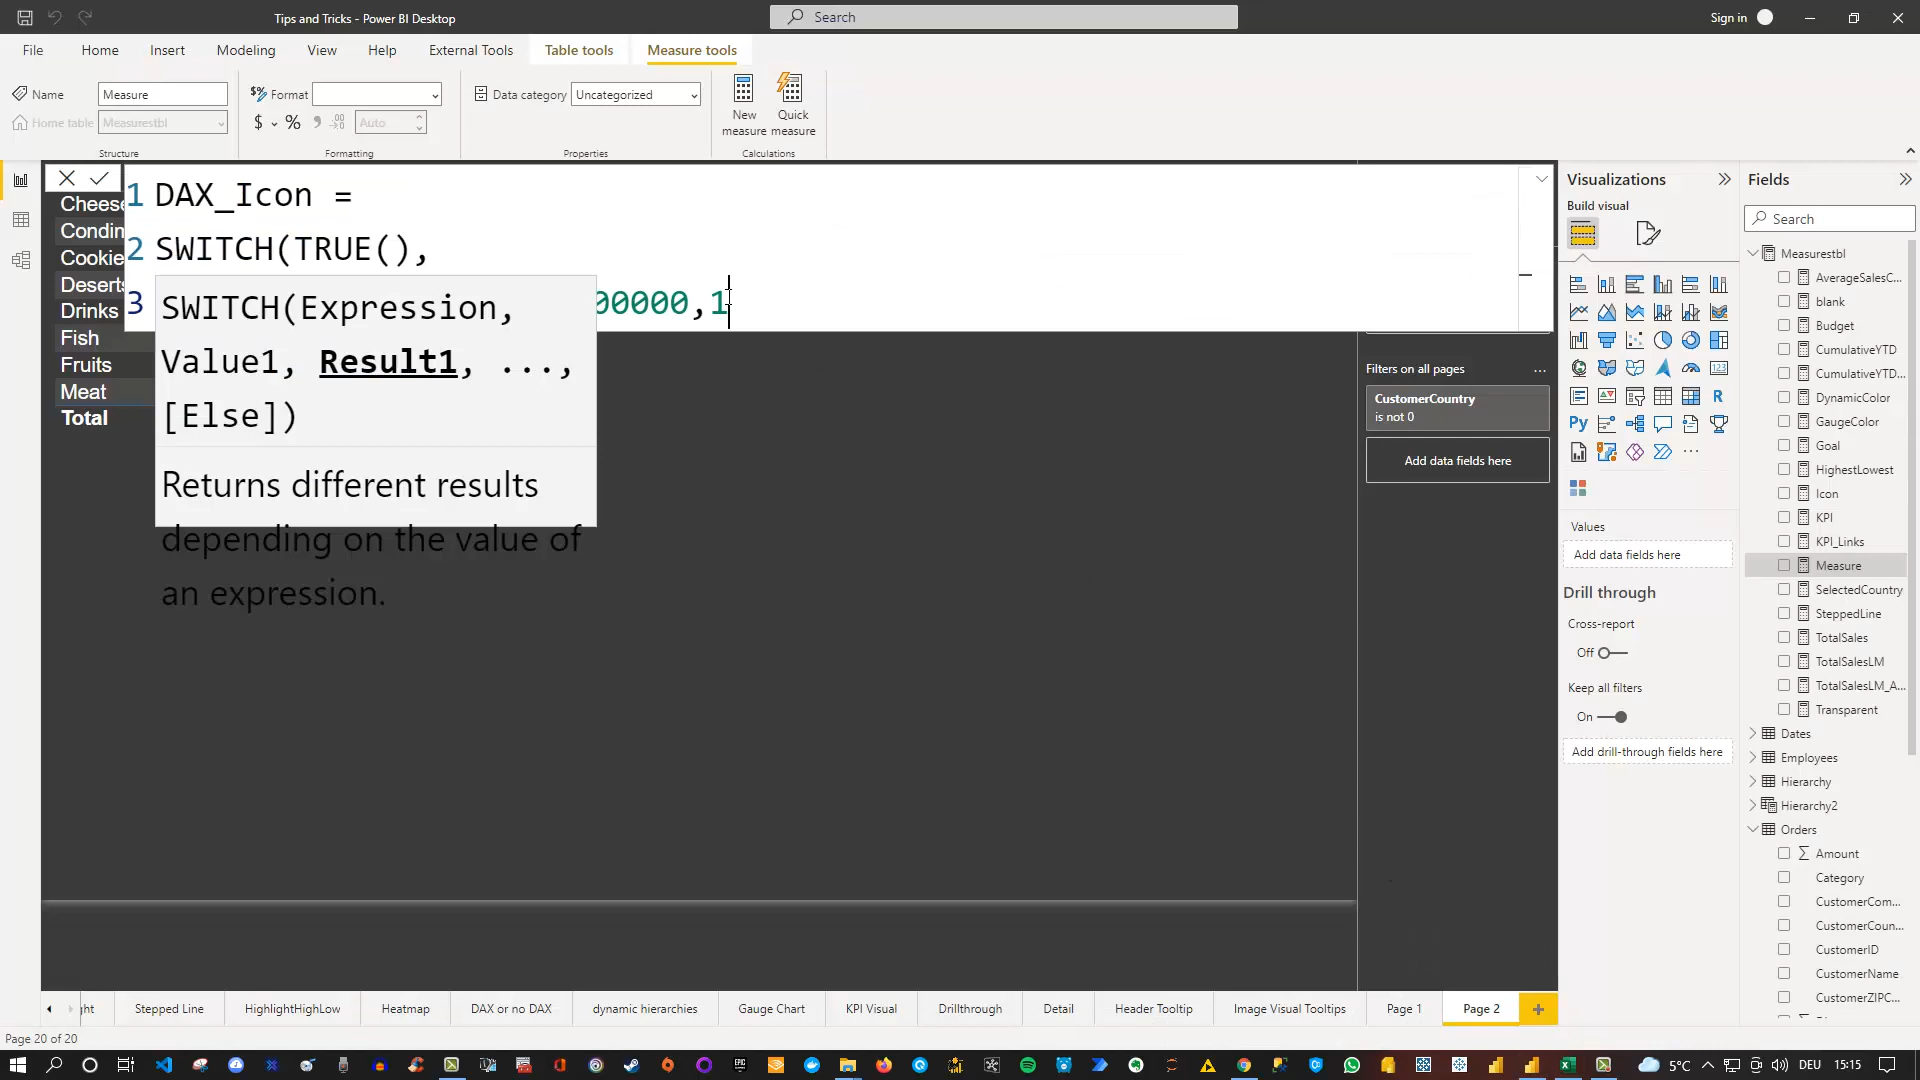 Tips and Tricks - Power BI Desktop
Search
Sign in
File
Home
Insert
Modeling
View
Help
External Tools
Table tools
Measure tools
Name
Measure
Home table
Measurestbl
Structure
Format
$ %
Auto
Formatting
Data category
Uncategorized
Properties
New measure
Quick measure
Calculations
1 DAX_Icon =
2 SWITCH(TRUE(),
3
00000,1
SWITCH(Expression,
Value1, Result1, ...,
[Else])
Returns different results
depending on the value of
an expression.
Cheese
Condim
Cookie
Deserts
Drinks
Fish
Fruits
Meat
Total
Filters on all pages
...
CustomerCountry
is not 0
Add data fields here
Visualizations
Build visual
123
R
Py
...
Values
Add data fields here
Drill through
Cross-report
Off
Keep all filters
On
Add drill-through fields here
Fields
Search
Measurestbl
AverageSalesC...
blank
Budget
CumulativeYTD
CumulativeYTD...
DynamicColor
GaugeColor
Goal
HighestLowest
Icon
KPI
KPI_Links
Measure
SelectedCountry
SteppedLine
TotalSales
TotalSalesLM
TotalSalesLM_A...
Transparent
Dates
Employees
Hierarchy
Hierarchy2
Orders
Amount
Category
CustomerCom...
CustomerCoun...
CustomerID
CustomerName
CustomerZIPC...
ght
Stepped Line
HighlightHighLow
Heatmap
DAX or no DAX
dynamic hierarchies
Gauge Chart
KPI Visual
Drillthrough
Detail
Header Tooltip
Image Visual Tooltips
Page 1
Page 2
+
Page 20 of 20
5°C
DEU
15:15